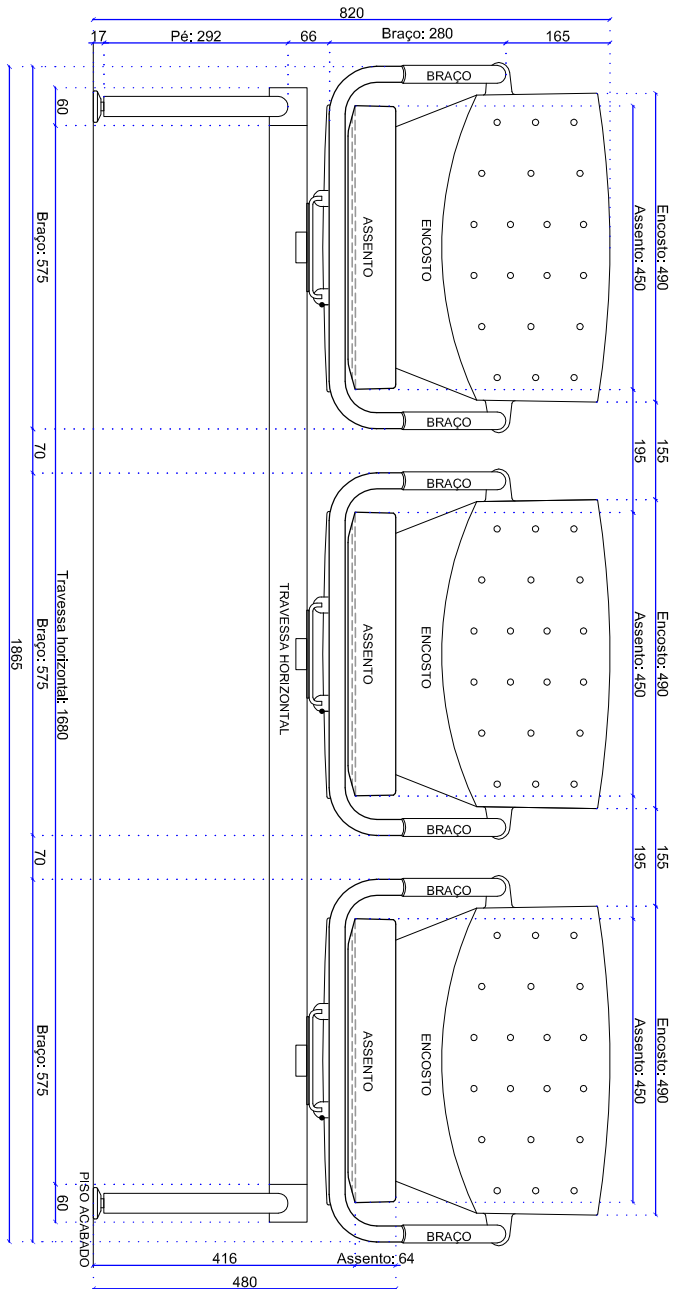 820
17
Pé: 292
66
Braço: 280
165
BRAÇO
60
Braço: 575
ASSENTO
ENCOSTO
Assento: 450
Encosto: 490
BRAÇO
70
195
155
BRAÇO
1865
Travessa horizontal: 1680
Braço: 575
TRAVESSA HORIZONTAL
ASSENTO
ENCOSTO
Assento: 450
Encosto: 490
BRAÇO
70
195
155
BRAÇO
Braço: 575
ASSENTO
ENCOSTO
Assento: 450
Encosto: 490
60
PISO ACABADO
BRAÇO
416
Assento: 64
480